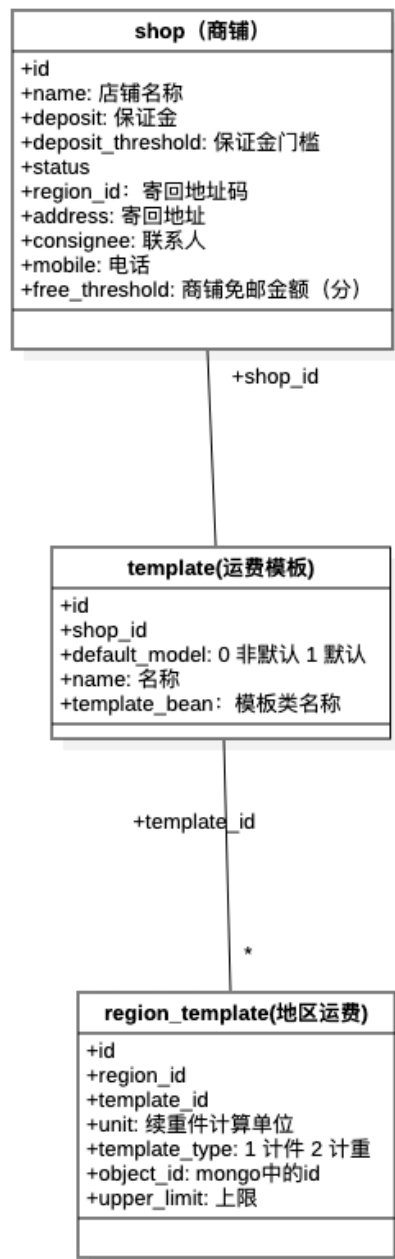 shop（商铺）
+id
+name: 店铺名称
+deposit: 保证金
+deposit_threshold: 保证金门槛
+status
+region_id：寄回地址码
+address: 寄回地址
+consignee: 联系人
+mobile: 电话
+free_threshold: 商铺免邮金额（分）
+shop_id
template(运费模板)
+id
+shop_id
+default_model: 0 非默认 1 默认
+name: 名称
+template_bean：模板类名称
+template_id
*
region_template(地区运费)
+id
+region_id
+template_id
+unit: 续重件计算单位
+template_type: 1 计件 2 计重
+object_id: mongo中的id
+upper_limit: 上限